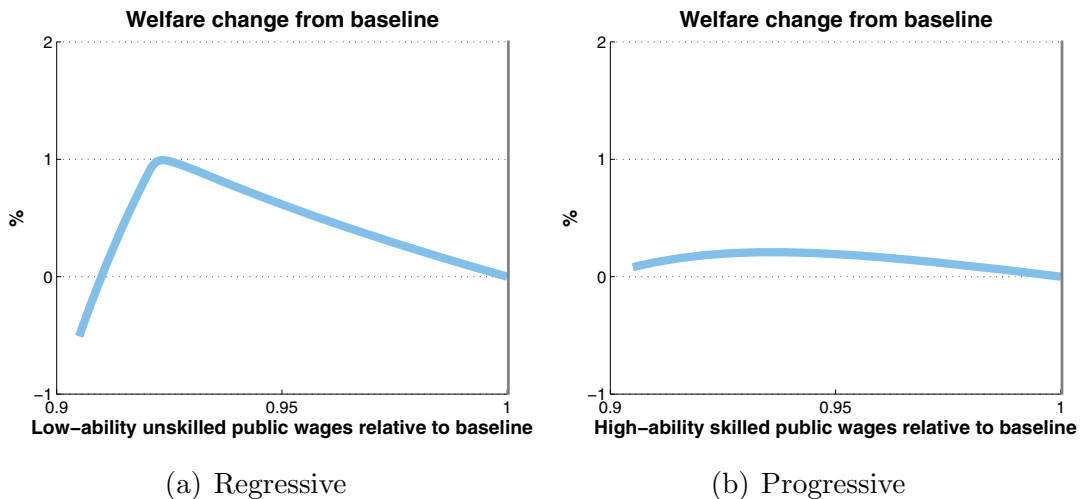 Welfare change from baseline
2
1
0
−1
%
0.9
0.95
1
Low−ability unskilled public wages relative to baseline
(a) Regressive
Welfare change from baseline
2
1
0
−1
%
0.9
0.95
1
High−ability skilled public wages relative to baseline
(b) Progressive